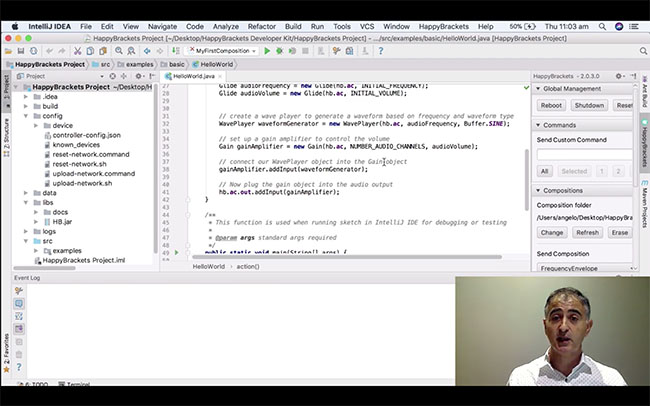 IntelliJ IDEA File Edit View Navigate Code Analyze Refactor Build Run Tools VCS Window HappyBrackets Help 50% Thu 11:03 am
HappyBrackets Project [~/Desktop/HappyBrackets Developer Kit/HappyBrackets Project] - .../src/examples/basic/HelloWorld.java [HappyBrackets Project]
MyFirstComposition
HappyBrackets Project src examples basic HelloWorld
Project
HelloWorld.java
HappyBrackets - 2.0.3.0
HappyBrackets Project ~/Desktop/H
.idea
build
config
device
controller-config.json
known_devices
reset-network.command
reset-network.sh
upload-network.command
upload-network.sh
data
libs
docs
HB.jar
logs
src
examples
HappyBrackets Project.iml
1: Project
Z: Structure
2: Favorites
27 Glide audioFrequency = new Glide(hb.ac, INITIAL_FREQUENCY);
28 Glide audioVolume = new Glide(hb.ac, INITIAL_VOLUME);
29
30
31 // create a wave player to generate a waveform based on frequency and waveform type
32 WavePlayer waveformGenerator = new WavePlayer(hb.ac, audioFrequency, Buffer.SINE);
33
34 // set up a gain amplifier to control the volume
35 Gain gainAmplifier = new Gain(hb.ac, NUMBER_AUDIO_CHANNELS, audioVolume);
36
37 // connect our WavePlayer object into the Gain object
38 gainAmplifier.addInput(waveformGenerator);
39
40 // Now plug the gain object into the audio output
41 hb.ac.out.addInput(gainAmplifier);
42 }
43
44 /**
45 * This function is used when running sketch in IntelliJ IDE for debugging or testing
46 *
47 * @param args standard args required
48 */
49 public static void main(String[] args) {
HelloWorld action()
Global Management
Reboot Shutdown Reset
Commands
Send Custom Command
All Selected 1 2
Compositions
Composition folder
/Users/angelo/Desktop/HappyBr
Change Refresh Erase
Send Composition
FrequencyEnvelope
Ant Build
HappyBrackets
Maven Projects
Event Log
6: TODO Terminal